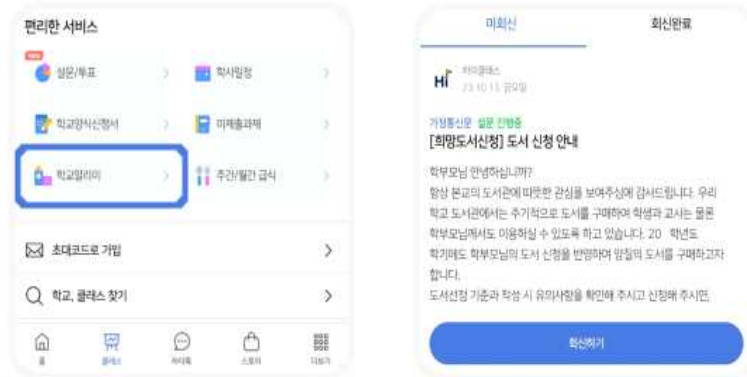 편리한 서비스
설문/투표
학사일정
학교양식신청서
미제출과제
학교알리미
주간/월간 급식
초대코드로 가입
학교, 클래스 찾기
홈
클래스
하이톡
스토어
더보기
미회신
회신완료
Hi
하이클래스
가정통신문 설문 진행중
[희망도서신청] 도서 신청 안내
학부모님 안녕하십니까?
항상 본교의 도서관에 따뜻한 관심을 보여주심에 감사드립니다. 우리
학교 도서관에서는 주기적으로 도서를 구매하여 학생과 교사는 물론
학부모님께서도 이용하실 수 있도록 하고 있습니다. 20 학년도
학기에도 학부모님의 도서 신청을 반영하여 양질의 도서를 구매하고자
합니다.
도서선정 기준과 작성 시 유의사항을 확인해 주시고 신청해 주시면,
회신하기